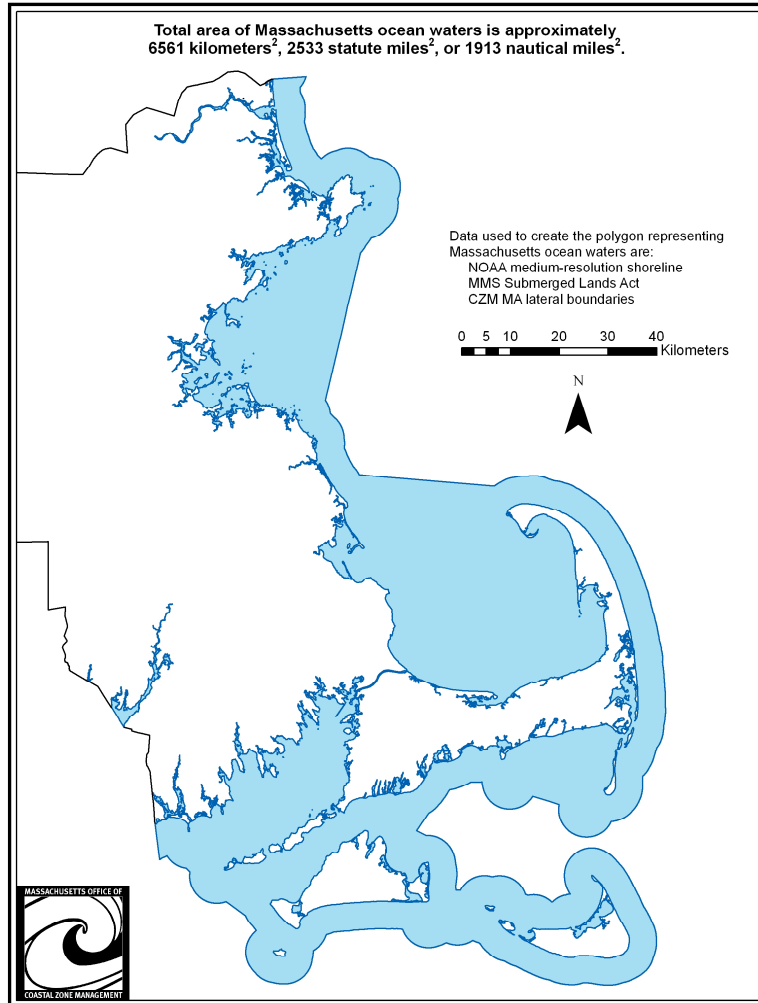 Total area of Massachusetts ocean waters is approximately
6561 kilometers², 2533 statute miles², or 1913 nautical miles².
Data used to create the polygon representing
Massachusetts ocean waters are:
NOAA medium-resolution shoreline
MMS Submerged Lands Act
CZM MA lateral boundaries
0 5 10 20 30 40
Kilometers
N
MASSACHUSETTS OFFICE OF
COASTAL ZONE MANAGEMENT